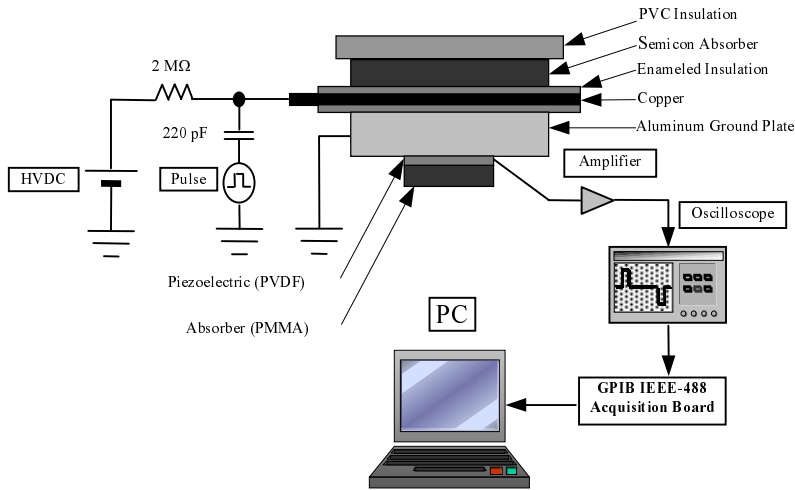 PVC Insulation
Semicon Absorber
Enameled Insulation
Copper
Aluminum Ground Plate
2 MΩ
220 pF
HVDC
Pulse
Amplifier
Oscilloscope
Piezoelectric (PVDF)
Absorber (PMMA)
PC
GPIB IEEE-488
Acquisition Board